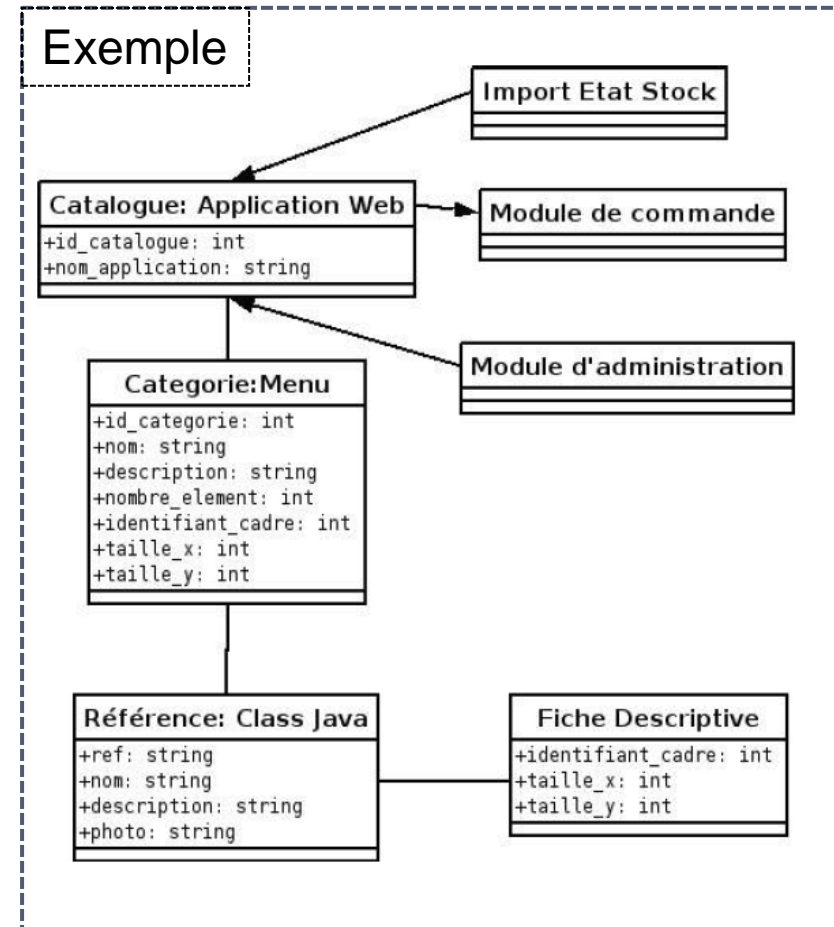 Exemple
Import Etat Stock
Catalogue: Application Web
+id_catalogue: int
+nom_application: string
Module de commande
Module d'administration
Categorie:Menu
+id_categorie: int
+nom: string
+description: string
+nombre_element: int
+identifiant_cadre: int
+taille_x: int
+taille_y: int
Référence: Class Java
+ref: string
+nom: string
+description: string
+photo: string
Fiche Descriptive
+identifiant_cadre: int
+taille_x: int
+taille_y: int